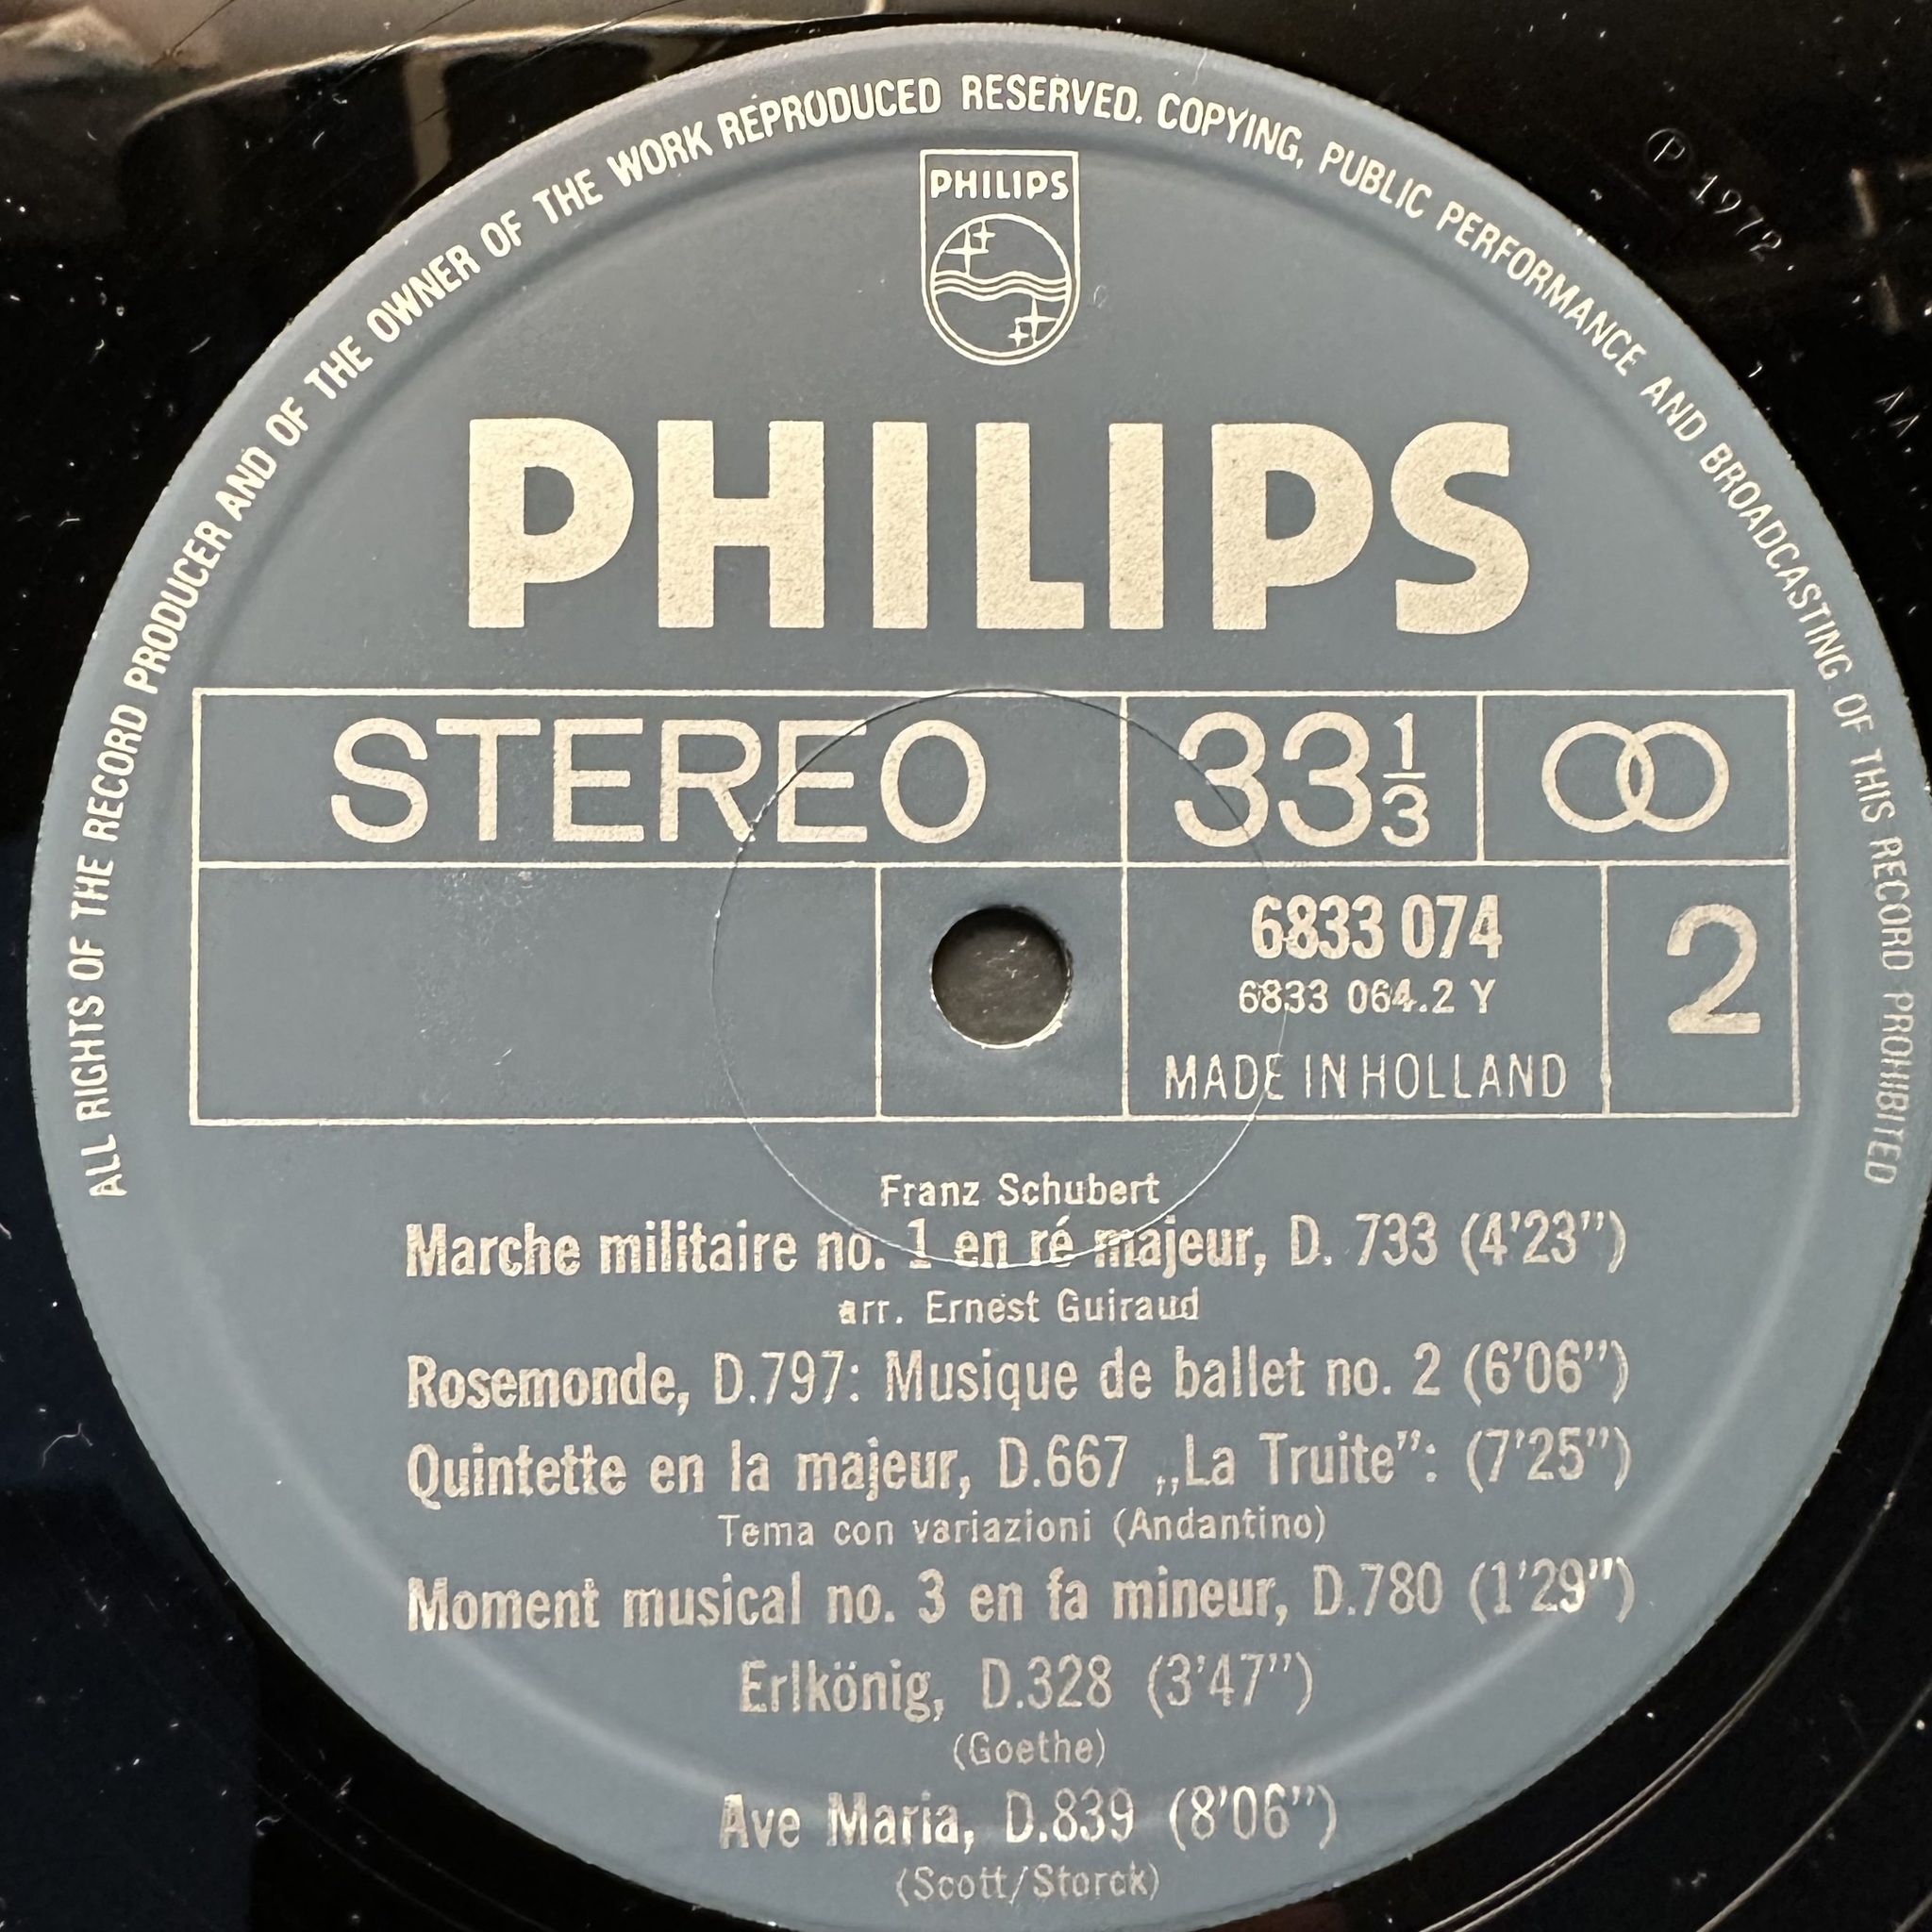 ALL RIGHTS OF THE RECORD PRODUCER AND OF THE OWNER OF THE WORK REPRODUCED RESERVED. COPYING, PUBLIC PERFORMANCE AND BROADCASTING OF THIS RECORD PROHIBITED
℗ 1972
PHILIPS
PHILIPS
STEREO 33 1/3
6833 074 2
6833 064.2 Y
MADE IN HOLLAND
Franz Schubert
Marche militaire no. 1 en ré majeur, D. 733 (4'23")
arr. Ernest Guiraud
Rosemonde, D.797: Musique de ballet no. 2 (6'06")
Quintette en la majeur, D.667 „La Truite": (7'25")
Tema con variazioni (Andantino)
Moment musical no. 3 en fa mineur, D.780 (1'29")
Erlkönig, D.328 (3'47")
(Goethe)
Ave Maria, D.839 (8'06")
(Scott/Storck)